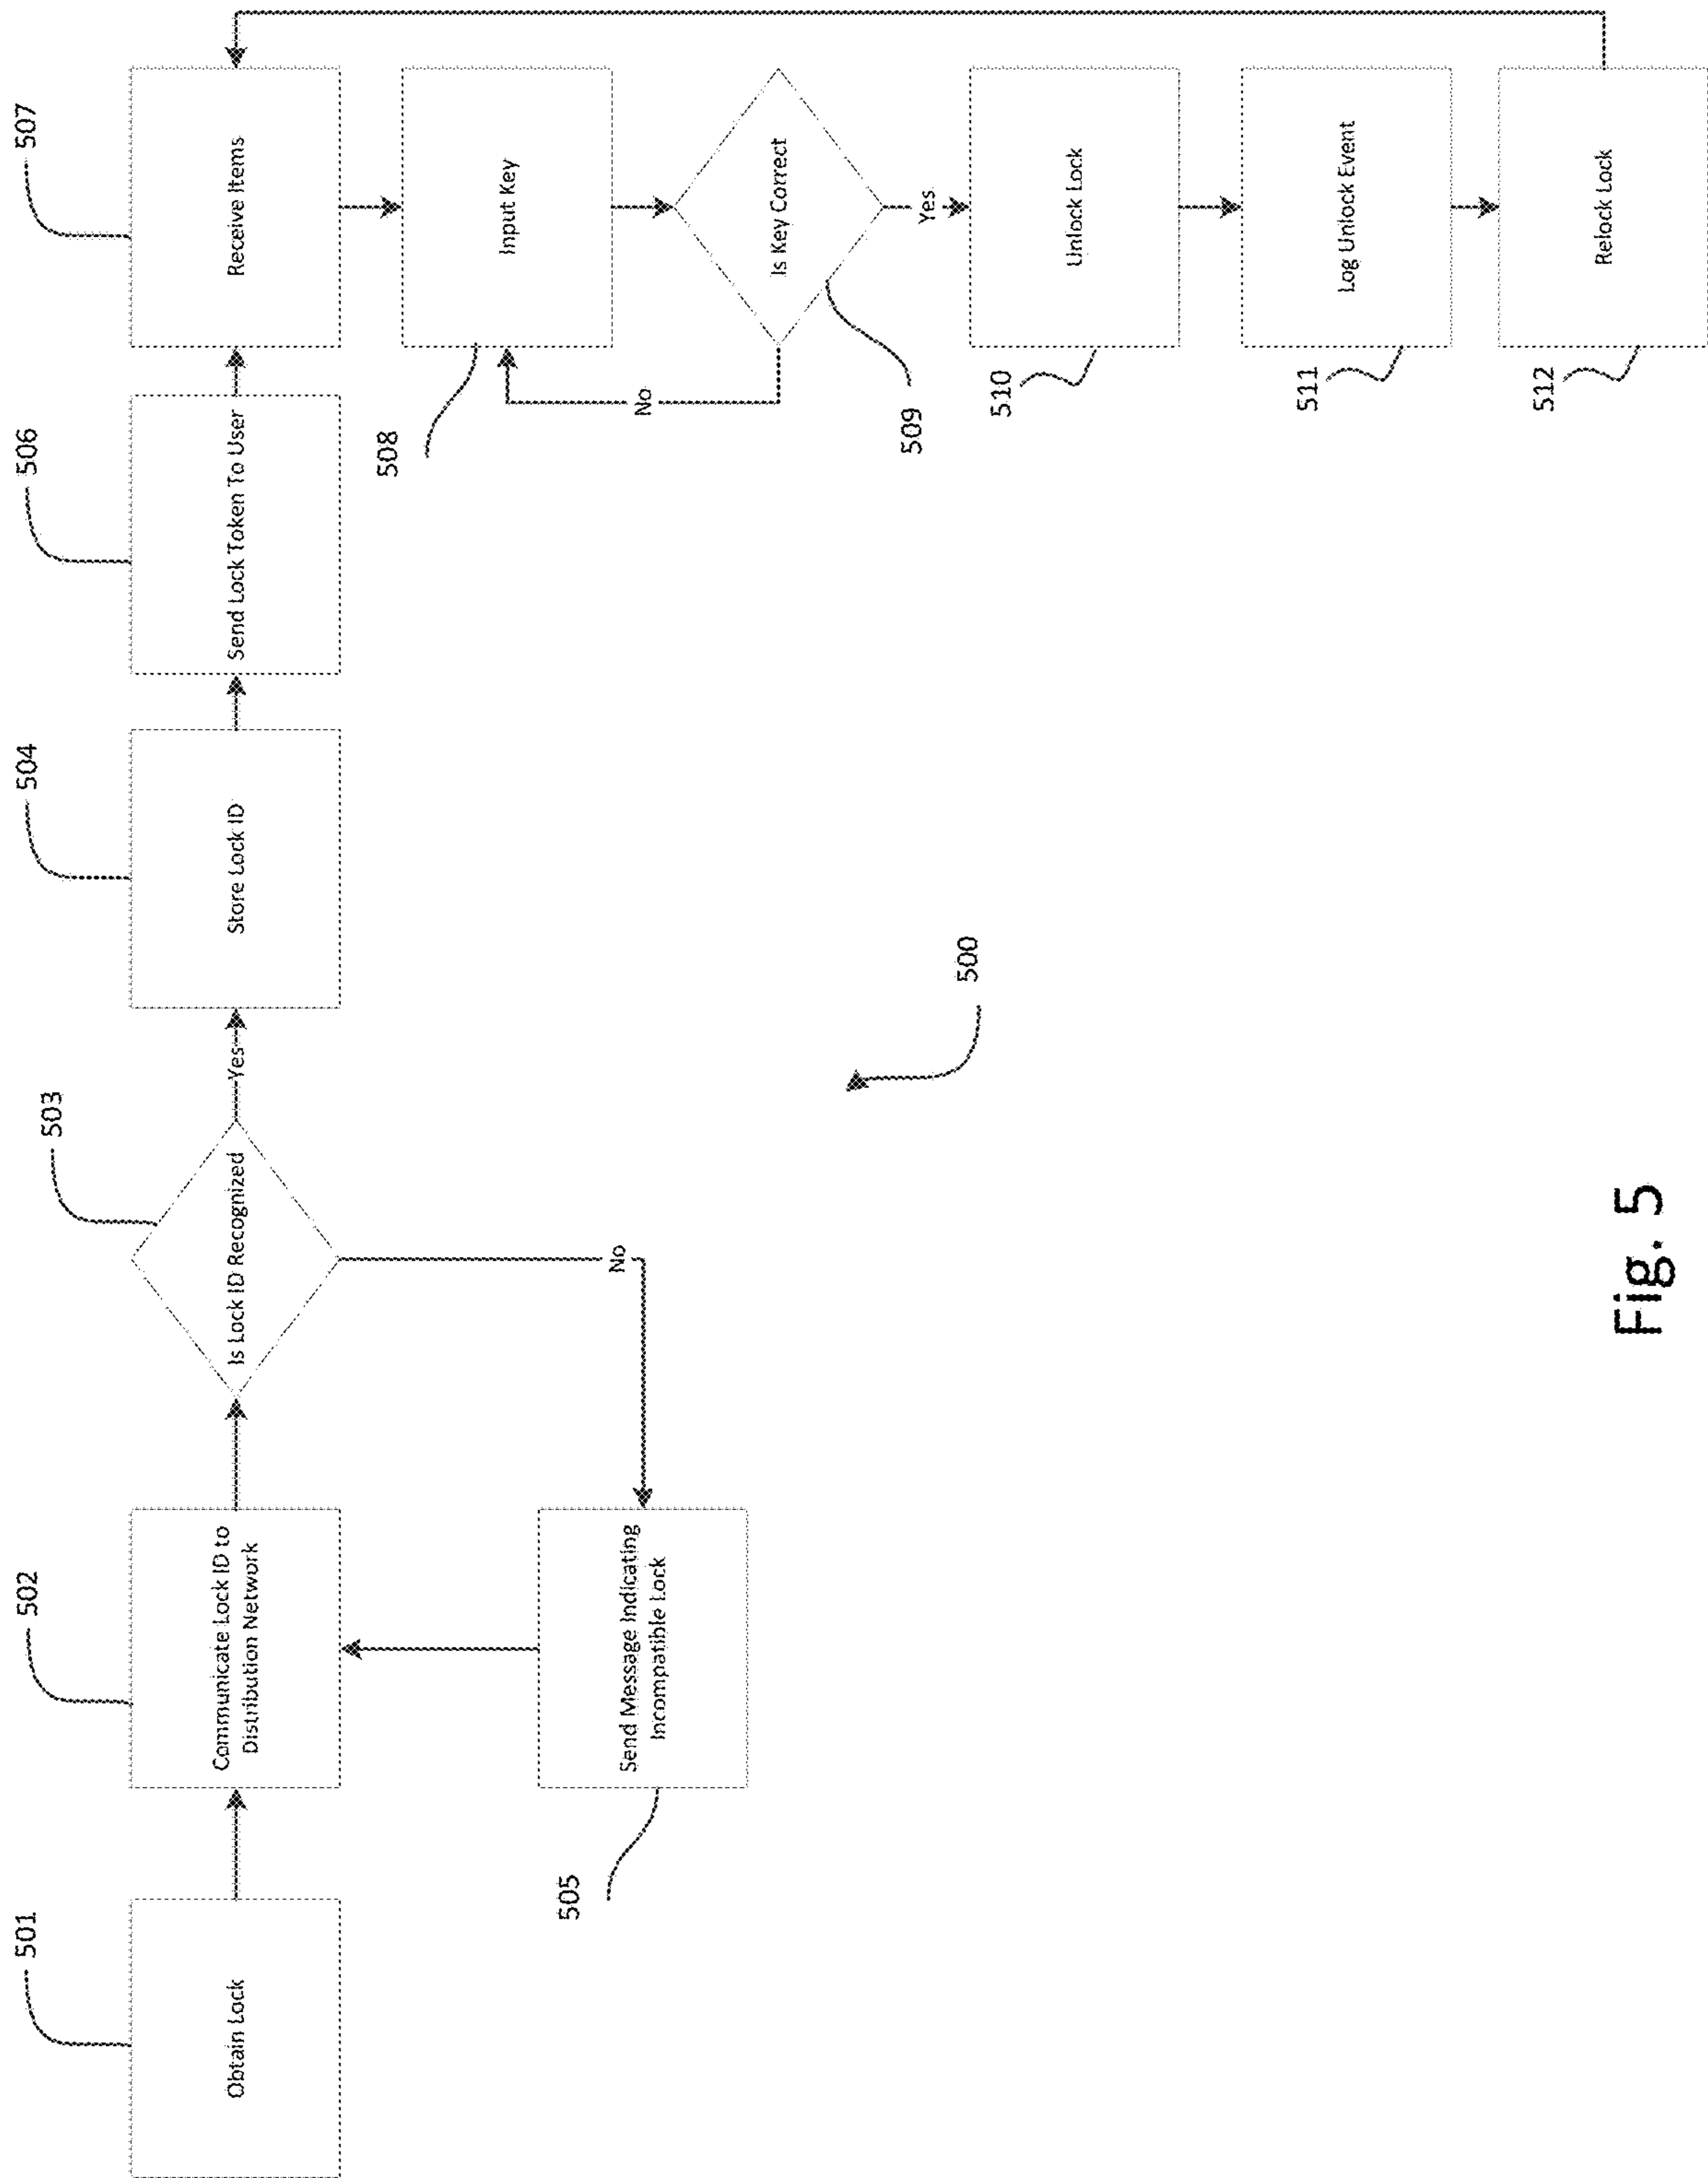 501
Obtain Lock
502
Communicate Lock ID to
Distribution Network
503
Is Lock ID Recognized
Yes
No
504
Store Lock ID
505
Send Message Indicating
Incompatible Lock
506
Send Lock Token To User
507
Receive Items
508
Input Key
509
Is Key Correct
No
Yes
510
Unlock Lock
511
Log Unlock Event
512
Relock Lock
500
Fig. 5